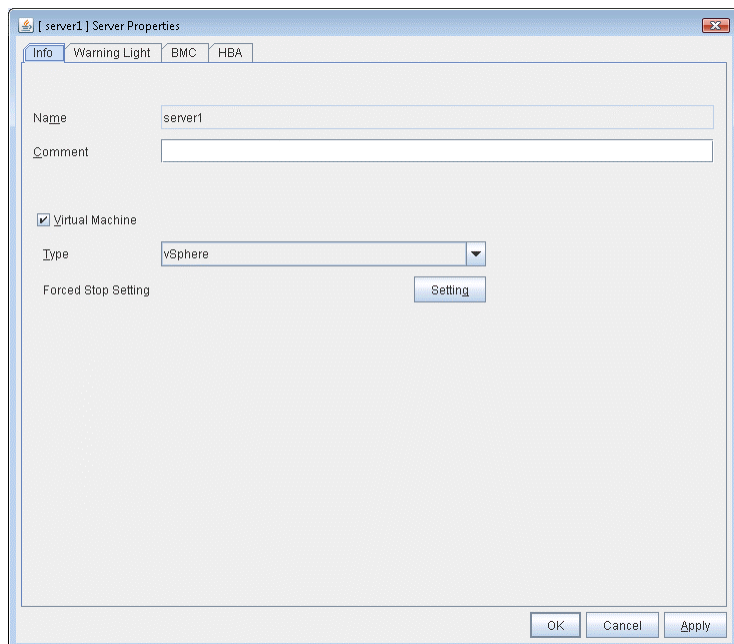 [ server1 ] Server Properties
Info Warning Light BMC HBA
Name server1
Comment
Virtual Machine
Type vSphere
Forced Stop Setting Setting
OK Cancel Apply